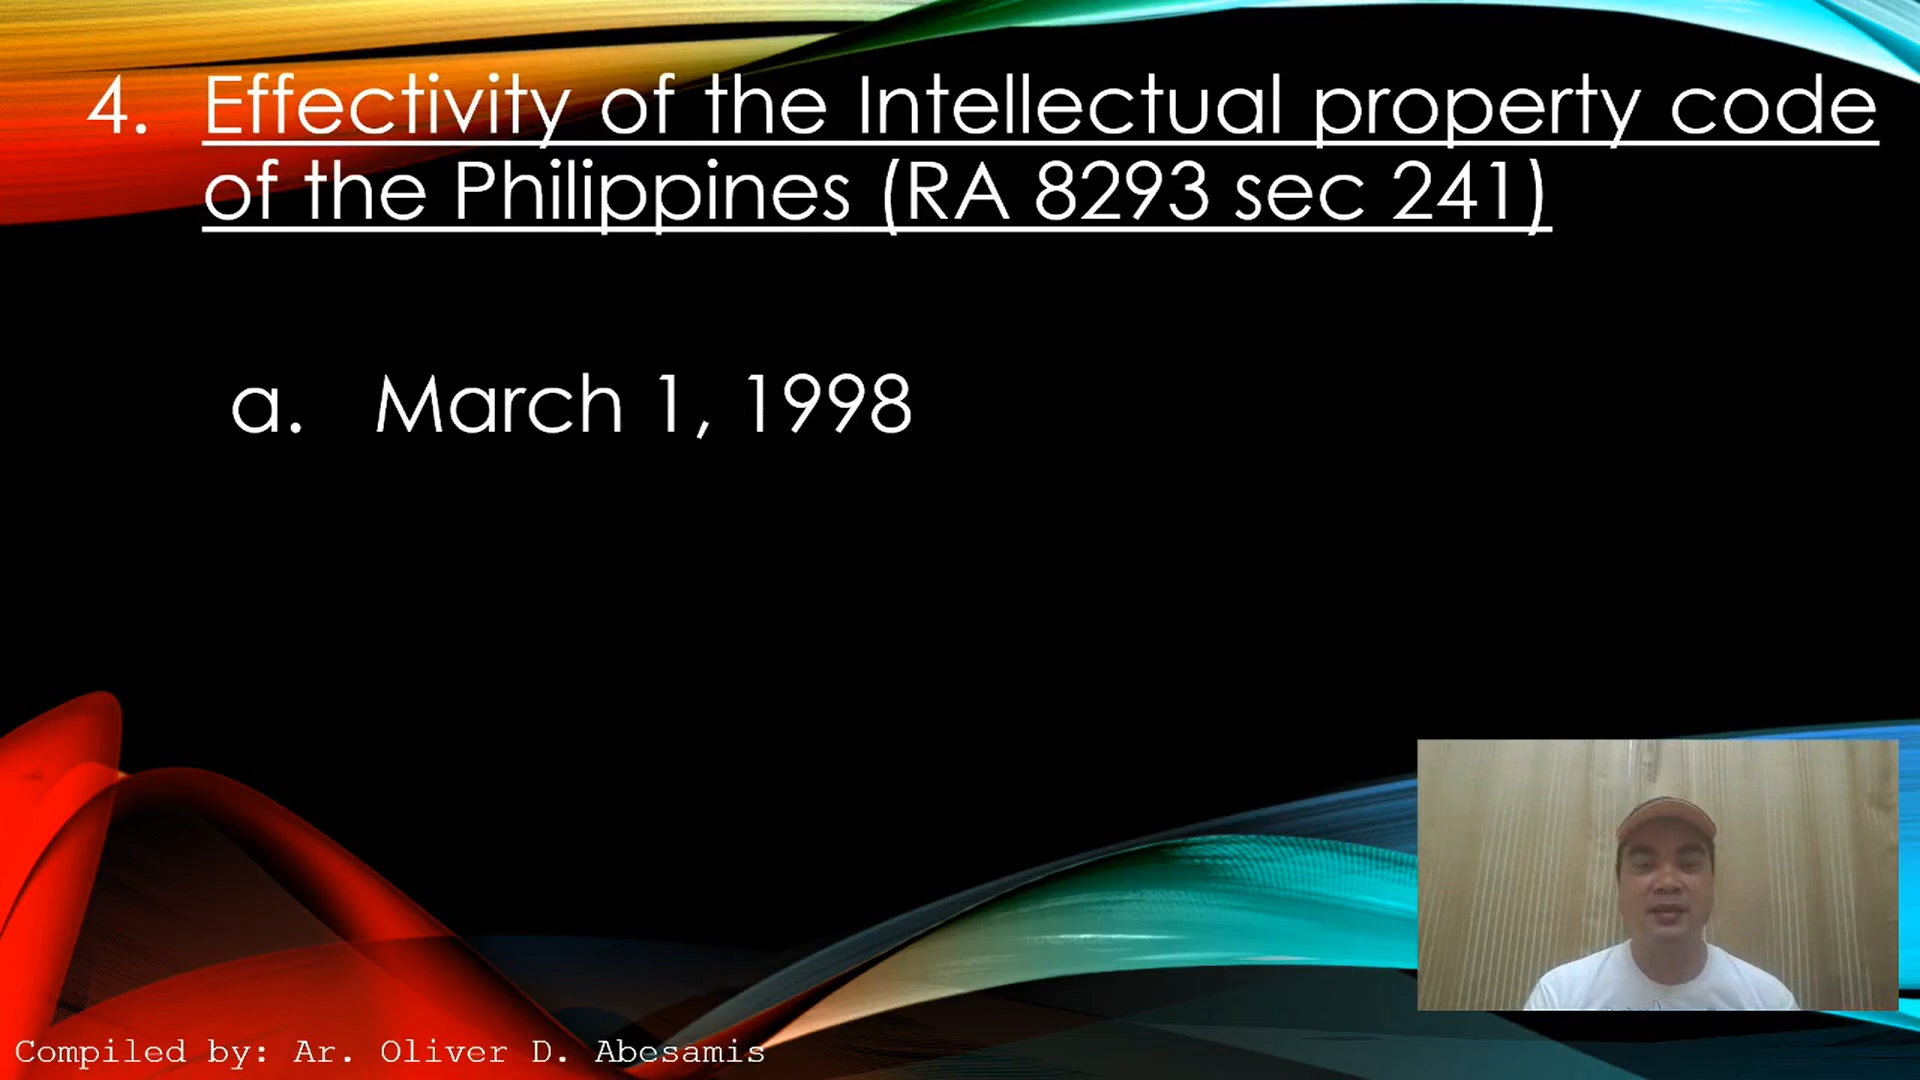 4. Effectivity of the Intellectual property code
of the Philippines (RA 8293 sec 241)
a. March 1, 1998
Compiled by: Ar. Oliver D. Abesamis